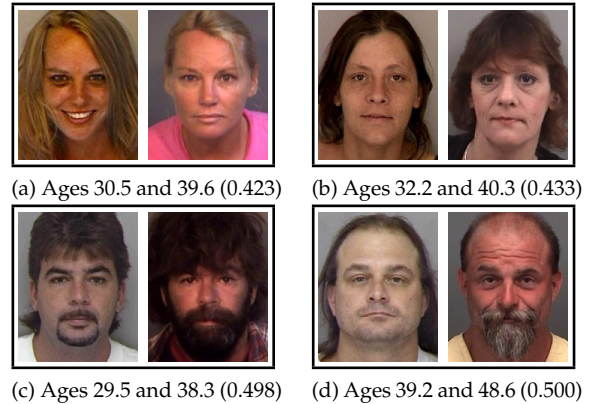 (a) Ages 30.5 and 39.6 (0.423)
(b) Ages 32.2 and 40.3 (0.433)
(c) Ages 29.5 and 38.3 (0.498)
(d) Ages 39.2 and 48.6 (0.500)